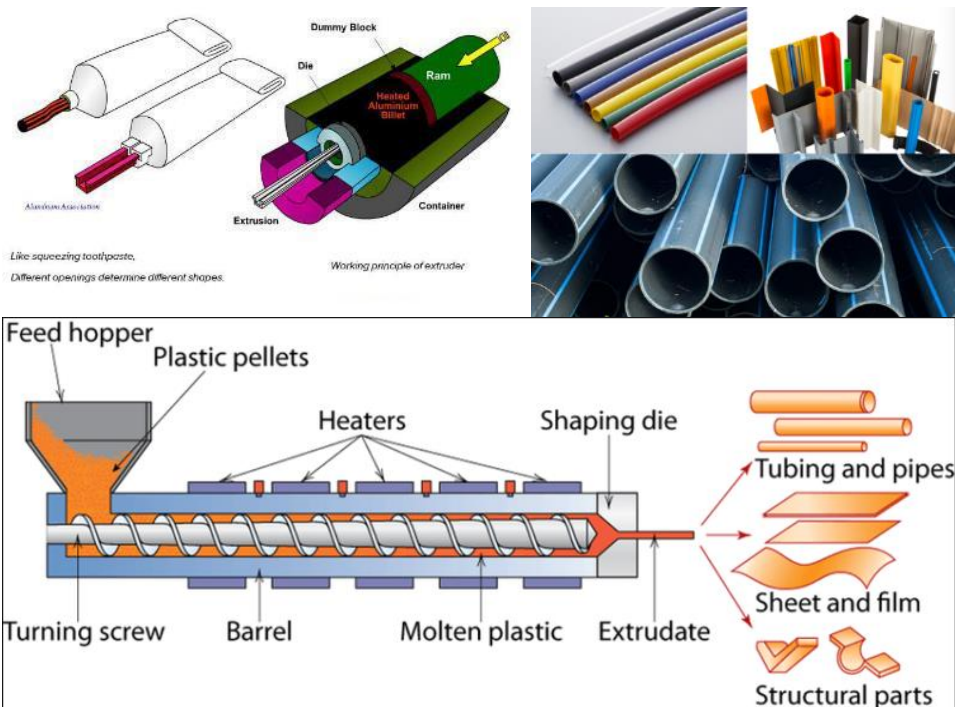 Dummy Block
Die
Ram
Heated
Aluminium
Billet
Aluminum Association
Extrusion
Container
Like squeezing toothpaste,
Different openings determine different shapes.
Working principle of extruder
Feed hopper
Plastic pellets
Heaters
Shaping die
Tubing and pipes
Sheet and film
Turning screw
Barrel
Molten plastic
Extrudate
Structural parts